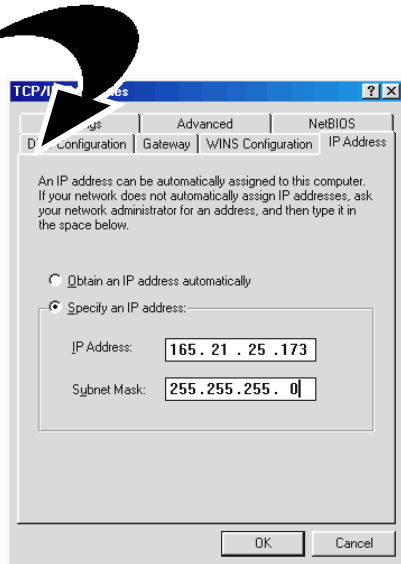 TCP/I
? ×
gs Advanced NetBIOS
D Configuration Gateway WINS Configuration IP Address
An IP address can be automatically assigned to this computer.
If your network does not automatically assign IP addresses, ask
your network administrator for an address, and then type it in
the space below.
Obtain an IP address automatically
Specify an IP address:
IP Address: 165. 21 . 25 .173
Subnet Mask: 255.255.255. 0
OK Cancel